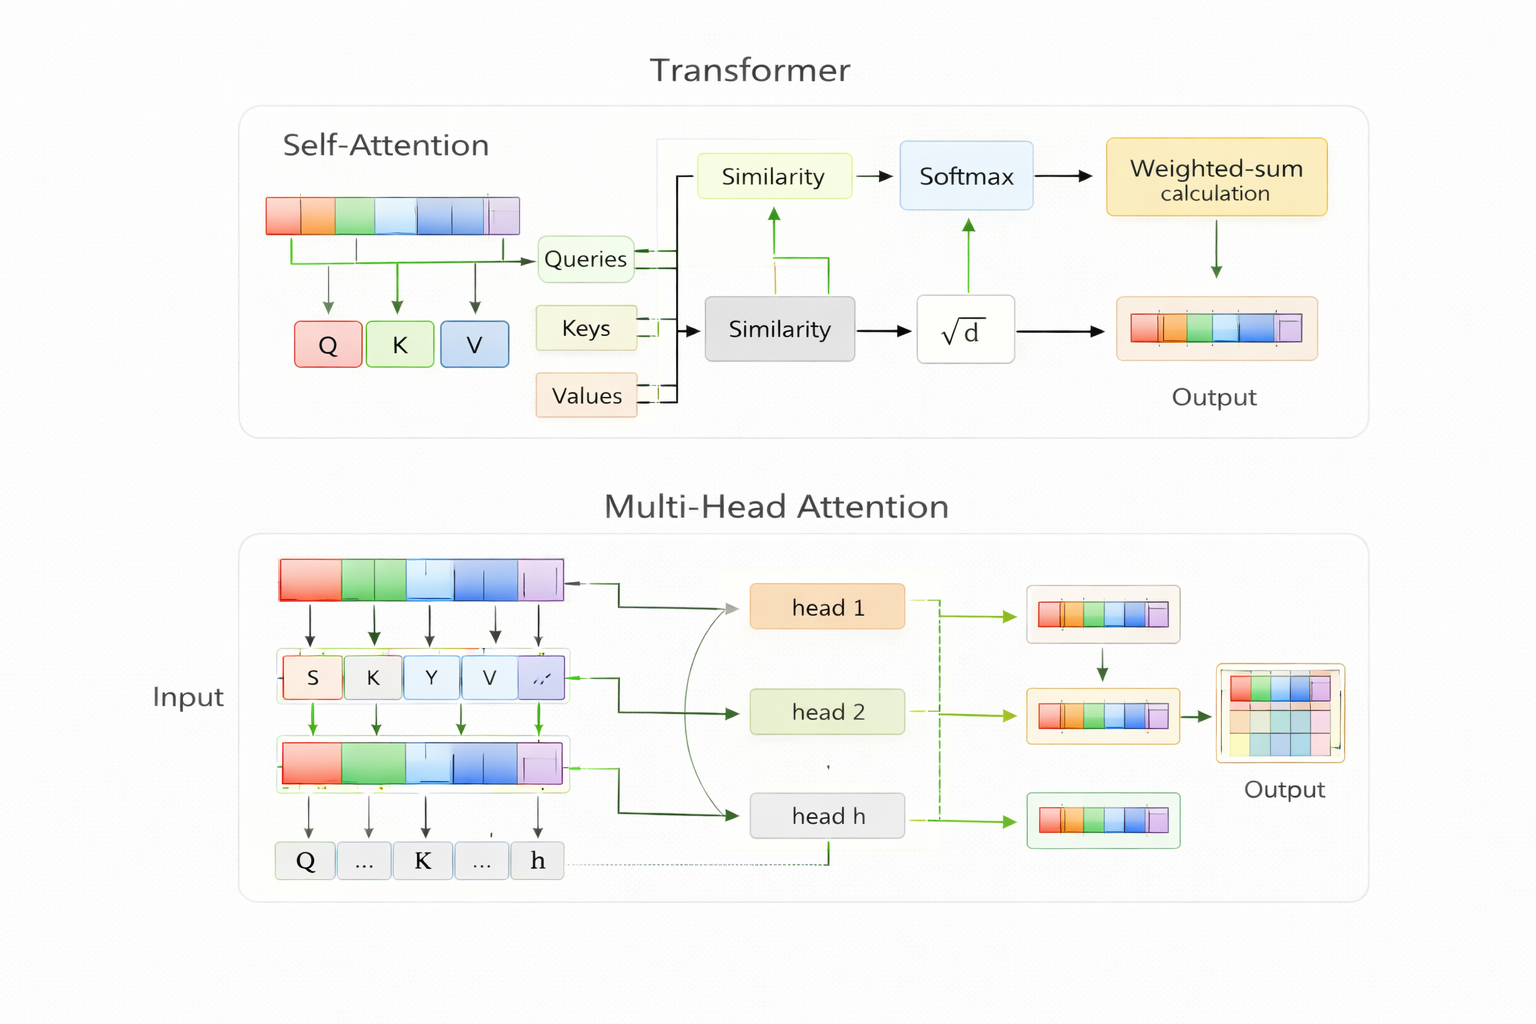 Transformer
Self-Attention
Similarity
Softmax
Weighted-sum
calculation
Queries
Q
K
V
Keys
Similarity
√d
Values
Output
Multi-Head Attention
head 1
S
K
Y
V
Input
head 2
head h
Output
Q
...
K
...
h